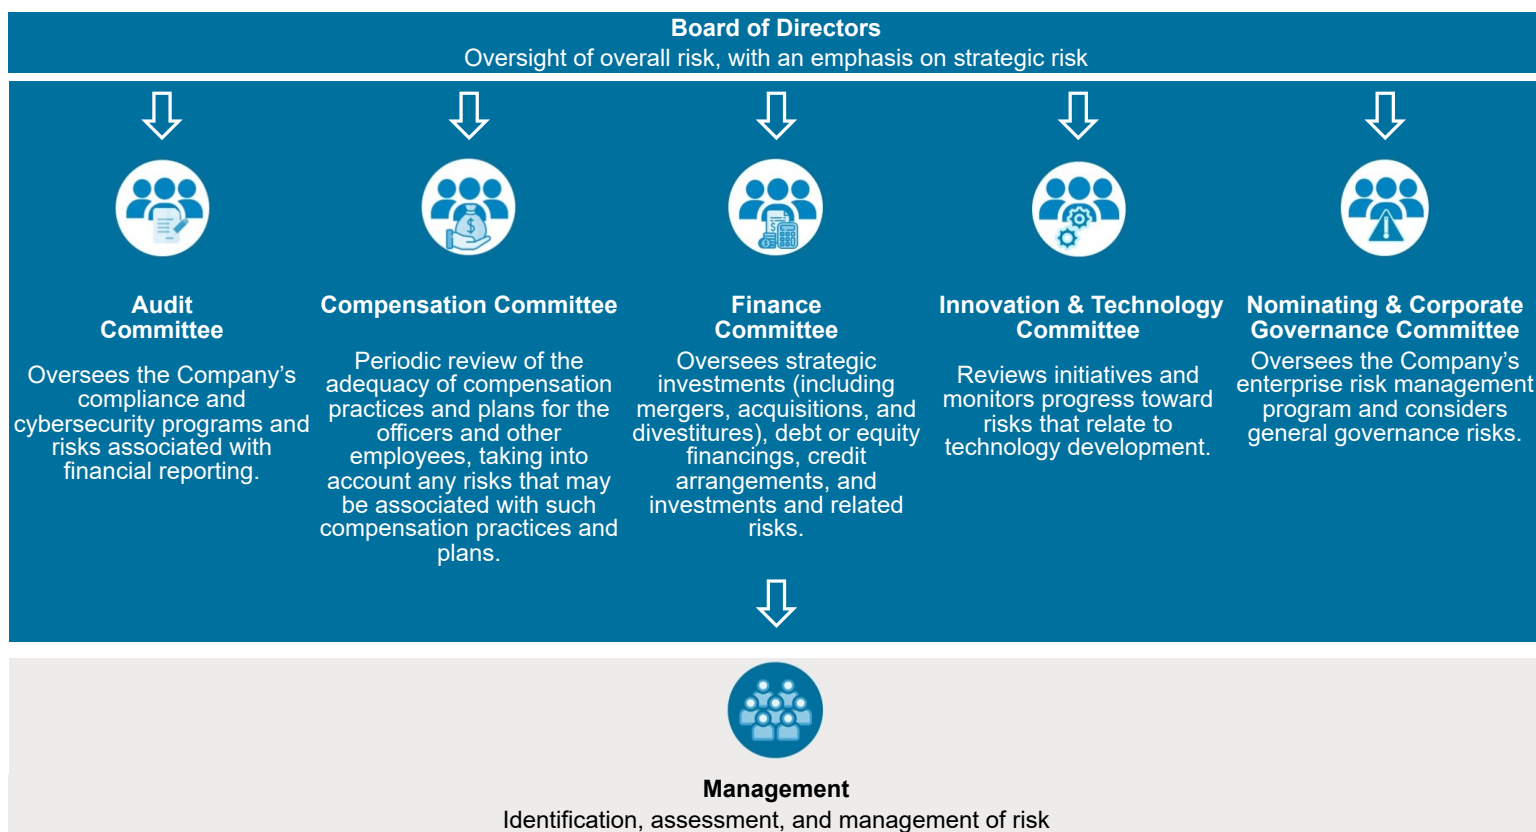 Board of Directors
Oversight of overall risk, with an emphasis on strategic risk
Audit
Committee
Oversees the Company’s
compliance and
cybersecurity programs and
risks associated with
financial reporting.
Compensation Committee
Periodic review of the
adequacy of compensation
practices and plans for the
officers and other
employees, taking into
account any risks that may
be associated with such
compensation practices and
plans.
Finance
Committee
Oversees strategic
investments (including
mergers, acquisitions, and
divestitures), debt or equity
financings, credit
arrangements, and
investments and related
risks.
Innovation & Technology
Committee
Reviews initiatives and
monitors progress toward
risks that relate to
technology development.
Nominating & Corporate
Governance Committee
Oversees the Company’s
enterprise risk management
program and considers
general governance risks.
Management
Identification, assessment, and management of risk